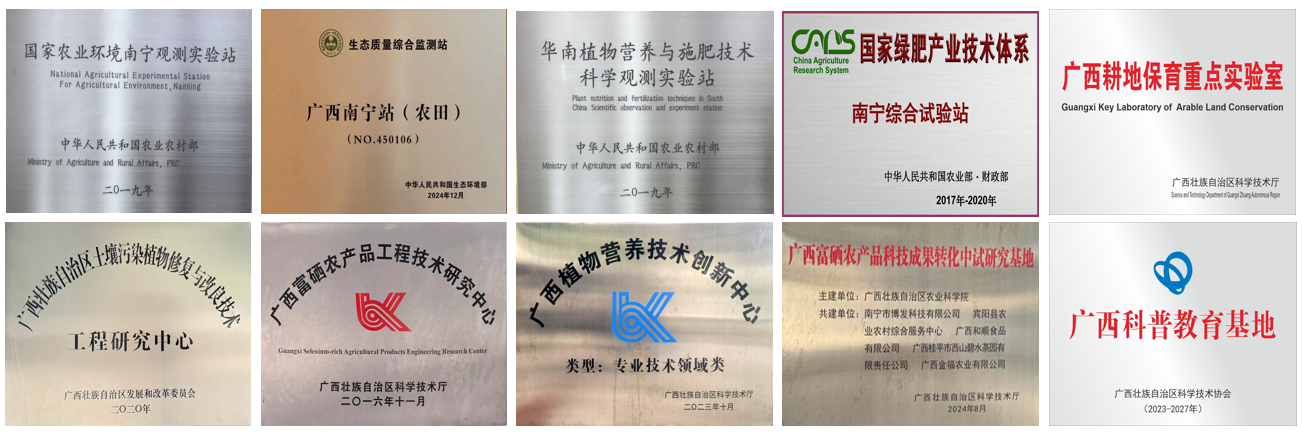 国家农业环境南宁观测实验站
National Agricultural Experimental Station
For Agricultural Environment,Nanning
中华人民共和国农业农村部
Ministry of Agriculture and Rural Affairs, PRC
二〇一九年
生态质量综合监测站
广西南宁站（农田）
（NO.450106）
中华人民共和国生态环境部
2024年12月
华南植物营养与施肥技术
科学观测实验站
Plant nutrition and fertilization techniques in South
China Scientific observation and experiment station
中华人民共和国农业农村部
Ministry of Agriculture and Rural Affairs, PRC
二〇一九年
CARS
China Agriculture
Research System
国家绿肥产业技术体系
南宁综合试验站
中华人民共和国农业部·财政部
2017年-2020年
广西耕地保育重点实验室
Guangxi Key Laboratory of Arable Land Conservation
广西壮族自治区科学技术厅
Science and Technology Department of Guangxi Zhuang Autonomous Region
广西壮族自治区土壤污染植物修复与改良技术
工程研究中心
广西壮族自治区发展和改革委员会
二〇二〇年
广西富硒农产品工程技术研究中心
Guangxi Selenium-rich Agricultural Products Engineering Research Center
广西壮族自治区科学技术厅
二〇一六年十一月
广西植物营养技术创新中心
类型：专业技术领域类
广西壮族自治区科学技术厅
二〇二三年十月
广西富硒农产品科技成果转化中试研究基地
主建单位：广西壮族自治区农业科学院
共建单位：南宁市博发科技有限公司 宾阳县农
业农村综合服务中心 广西和顺食品
有限公司 广西桂平市西山碧水茶园有
限责任公司 广西金福农业有限公司
广西壮族自治区科学技术厅
2024年8月
广西科普教育基地
广西壮族自治区科学技术协会
（2023-2027年）